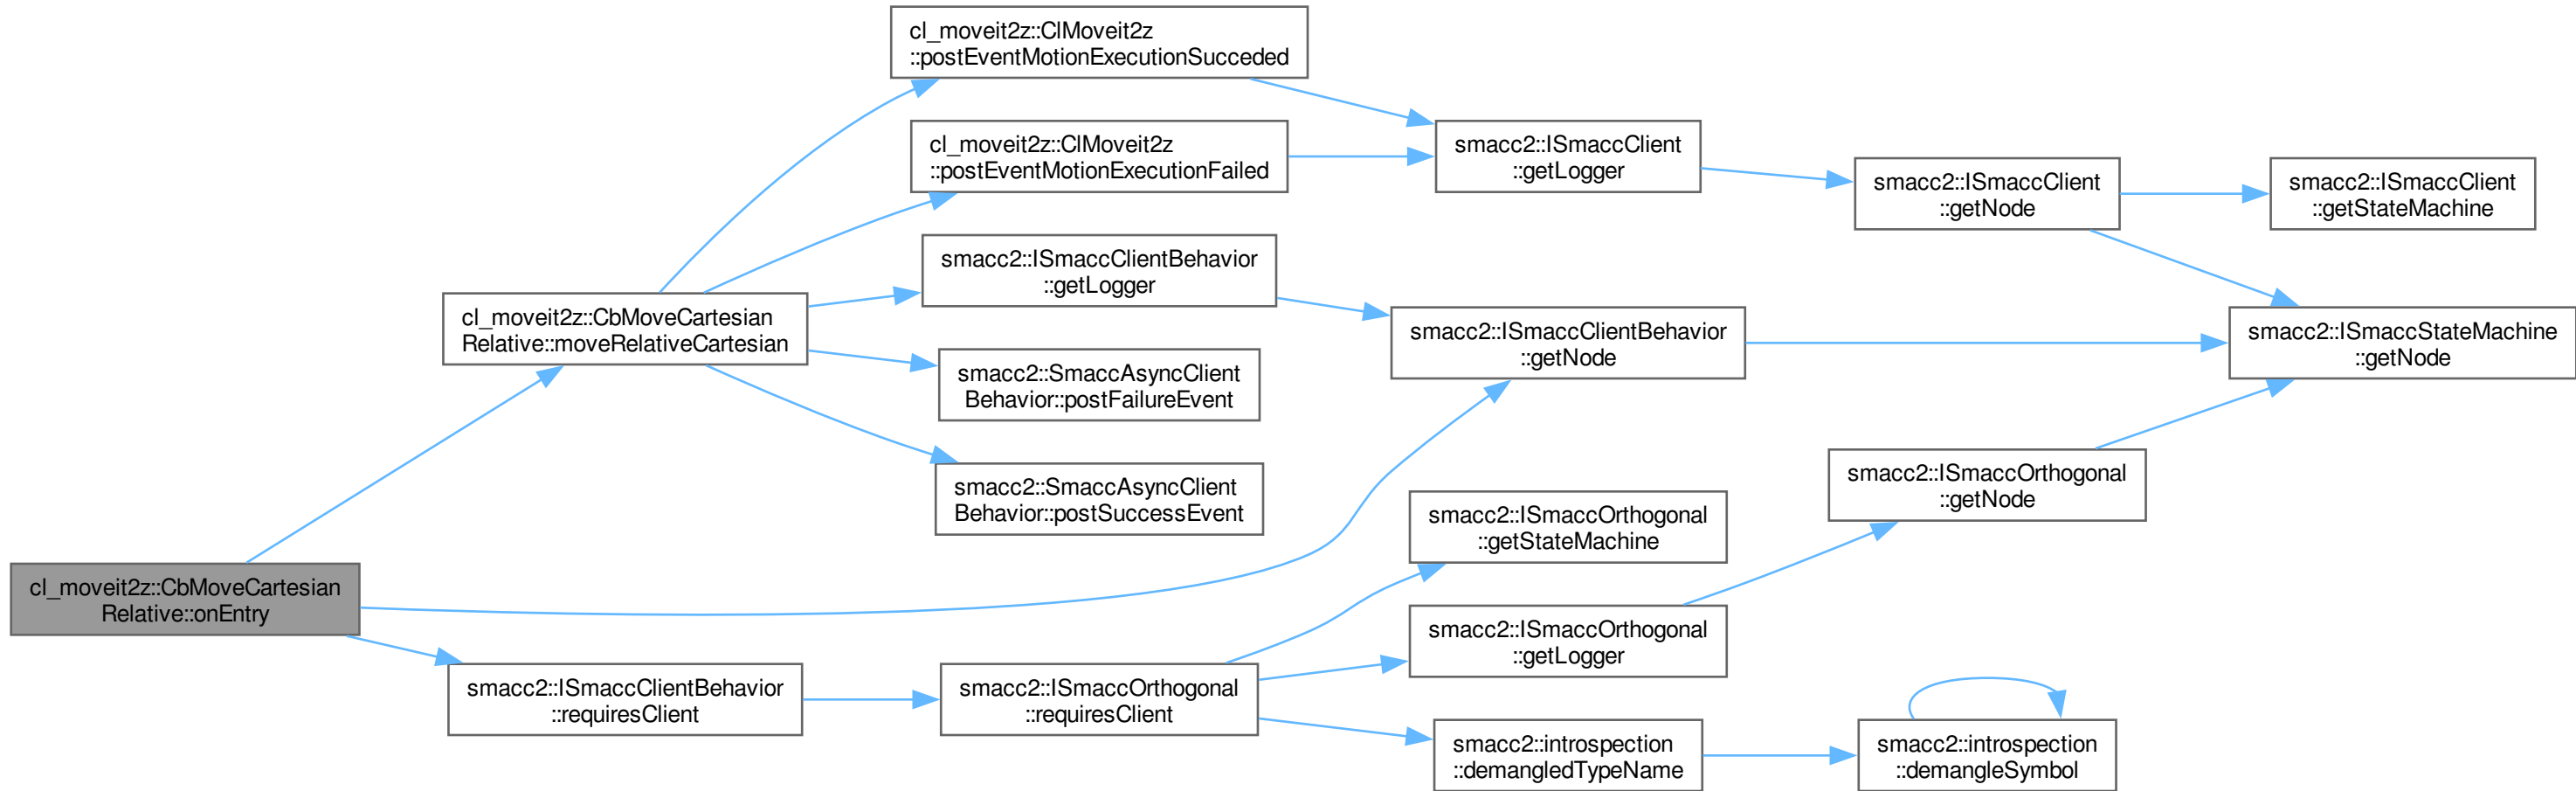 cl_moveit2z::ClMoveit2z
::postEventMotionExecutionSucceded
cl_moveit2z::ClMoveit2z
::postEventMotionExecutionFailed
smacc2::ISmaccClient
::getLogger
smacc2::ISmaccClient
::getNode
smacc2::ISmaccClient
::getStateMachine
smacc2::ISmaccClientBehavior
::getLogger
cl_moveit2z::CbMoveCartesian
Relative::moveRelativeCartesian
smacc2::ISmaccClientBehavior
::getNode
smacc2::ISmaccStateMachine
::getNode
smacc2::SmaccAsyncClient
Behavior::postFailureEvent
smacc2::SmaccAsyncClient
Behavior::postSuccessEvent
smacc2::ISmaccOrthogonal
::getNode
smacc2::ISmaccOrthogonal
::getStateMachine
cl_moveit2z::CbMoveCartesian
Relative::onEntry
smacc2::ISmaccOrthogonal
::getLogger
smacc2::ISmaccClientBehavior
::requiresClient
smacc2::ISmaccOrthogonal
::requiresClient
smacc2::introspection
::demangledTypeName
smacc2::introspection
::demangleSymbol